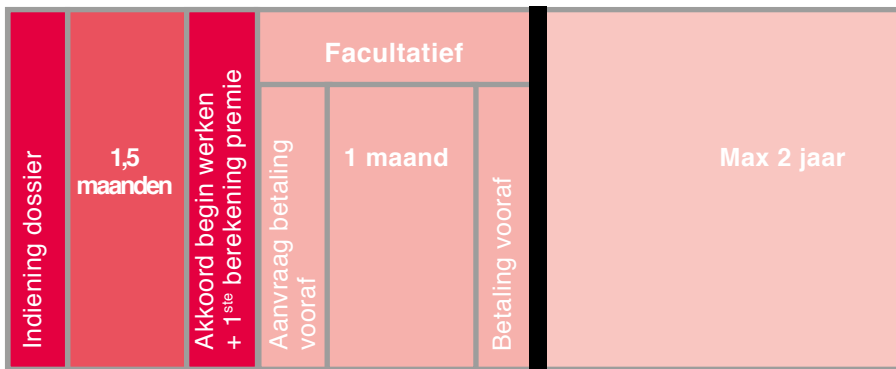 Indiening dossier
1,5
maanden
Akkoord begin werken
+ 1ste berekening premie
Facultatief
Aanvraag betaling
vooraf
1 maand
Betaling vooraf
Max 2 jaar